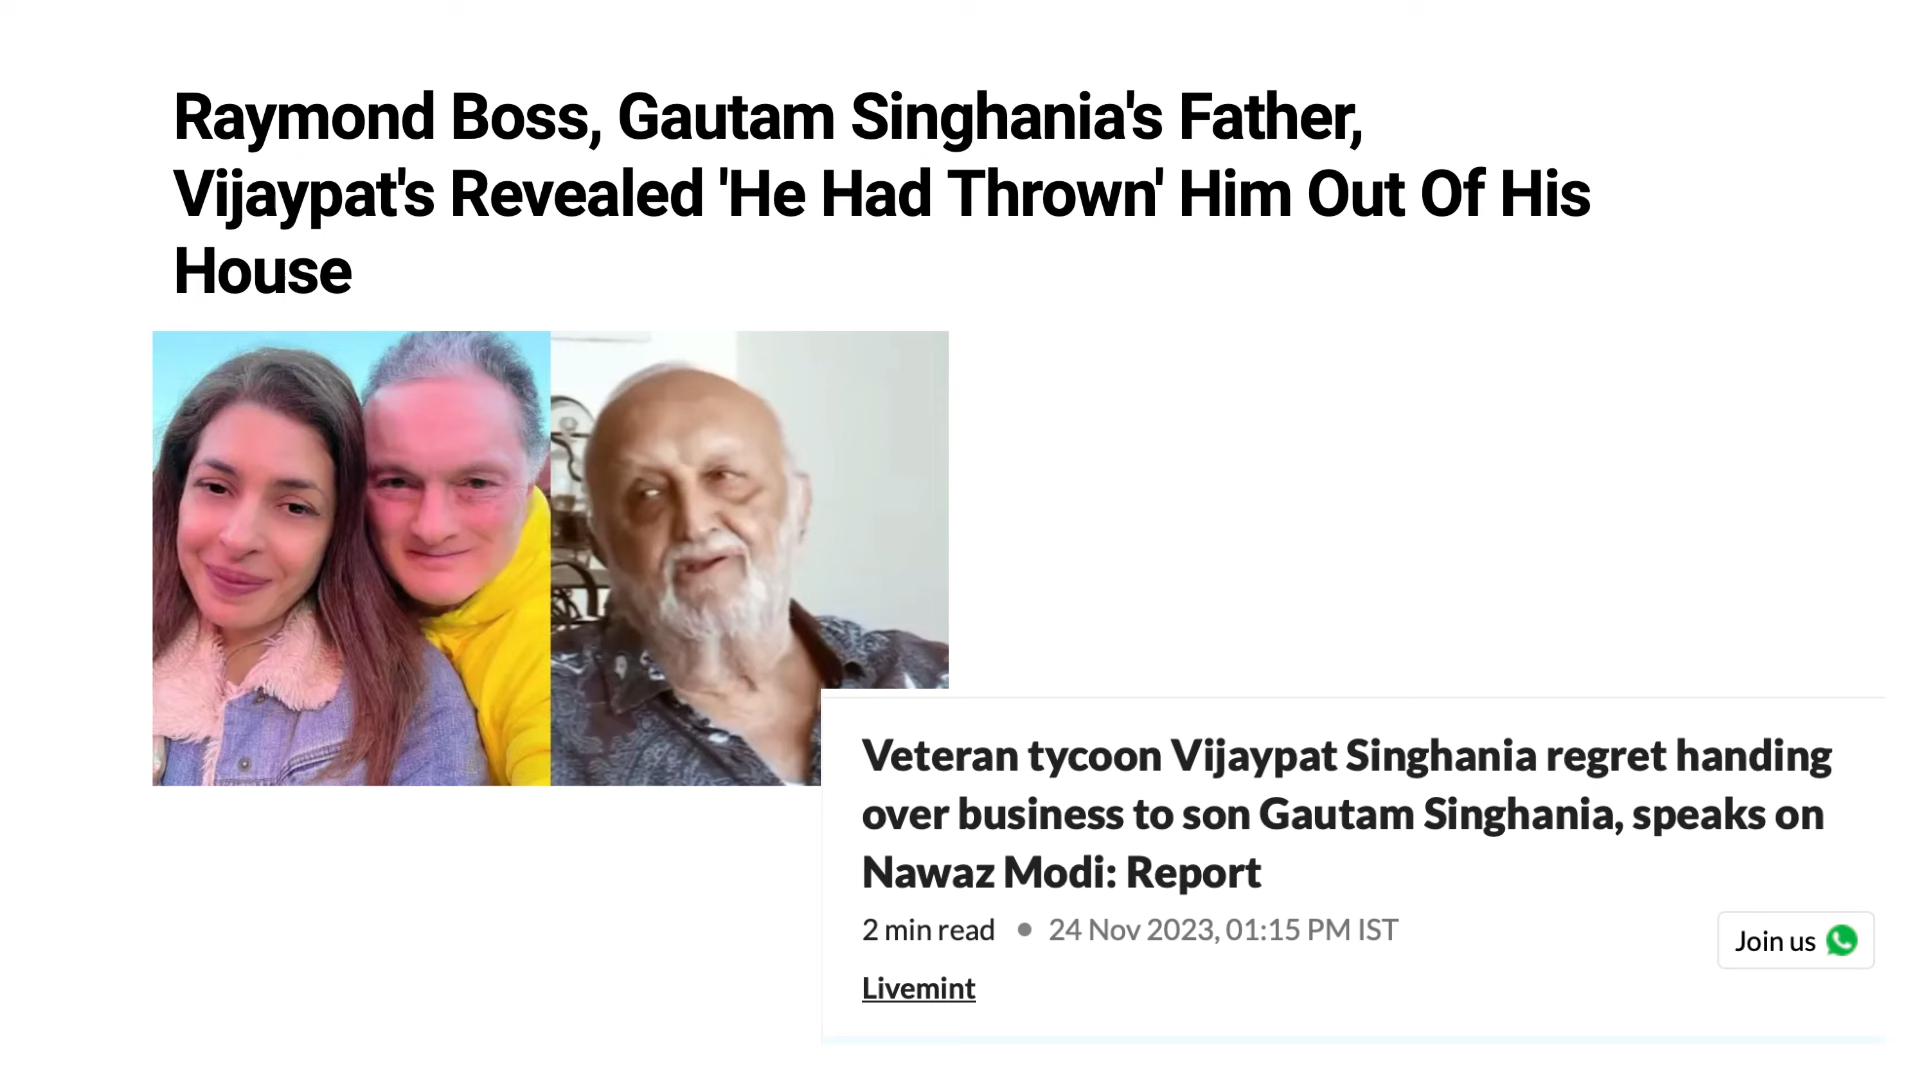 Raymond Boss, Gautam Singhania's Father,
Vijaypat's Revealed 'He Had Thrown' Him Out Of His
House
Veteran tycoon Vijaypat Singhania regret handing
over business to son Gautam Singhania, speaks on
Nawaz Modi: Report
2 min read • 24 Nov 2023, 01:15 PM IST
Join us
Livemint